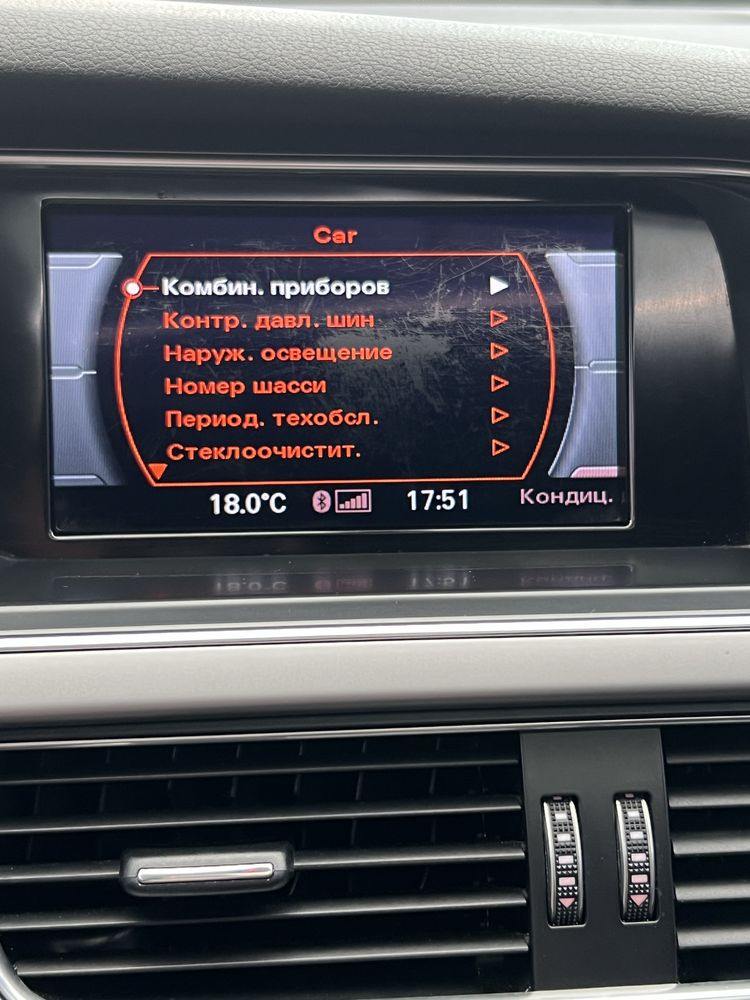 Car
Комбин. приборов
Контр. давл. шин
Наруж. освещение
Номер шасси
Период. техобсл.
Стеклоочистит.
18.0°C 17:51 Кондиц.